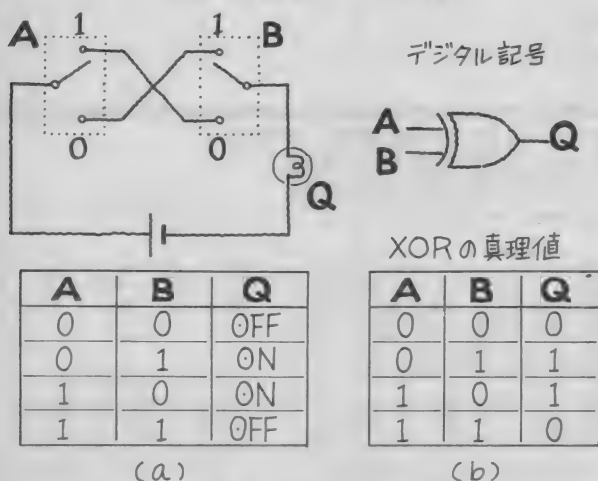 A 1 1 B
0 0
Q
A B Q
0 0 OFF
0 1 ON
1 0 ON
1 1 OFF
(a)
デジタル記号
A
B
Q
XORの真理値
A B Q
0 0 0
0 1 1
1 0 1
1 1 0
(b)